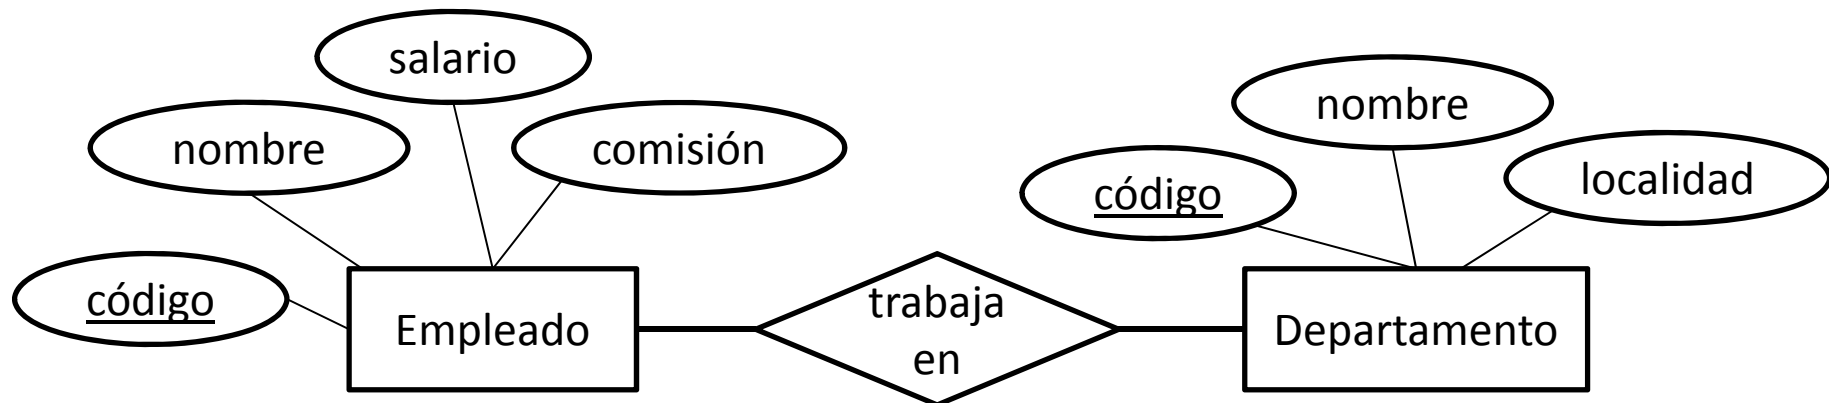 salario
nombre
comisión
código
Empleado
trabaja
en
nombre
código
localidad
Departamento